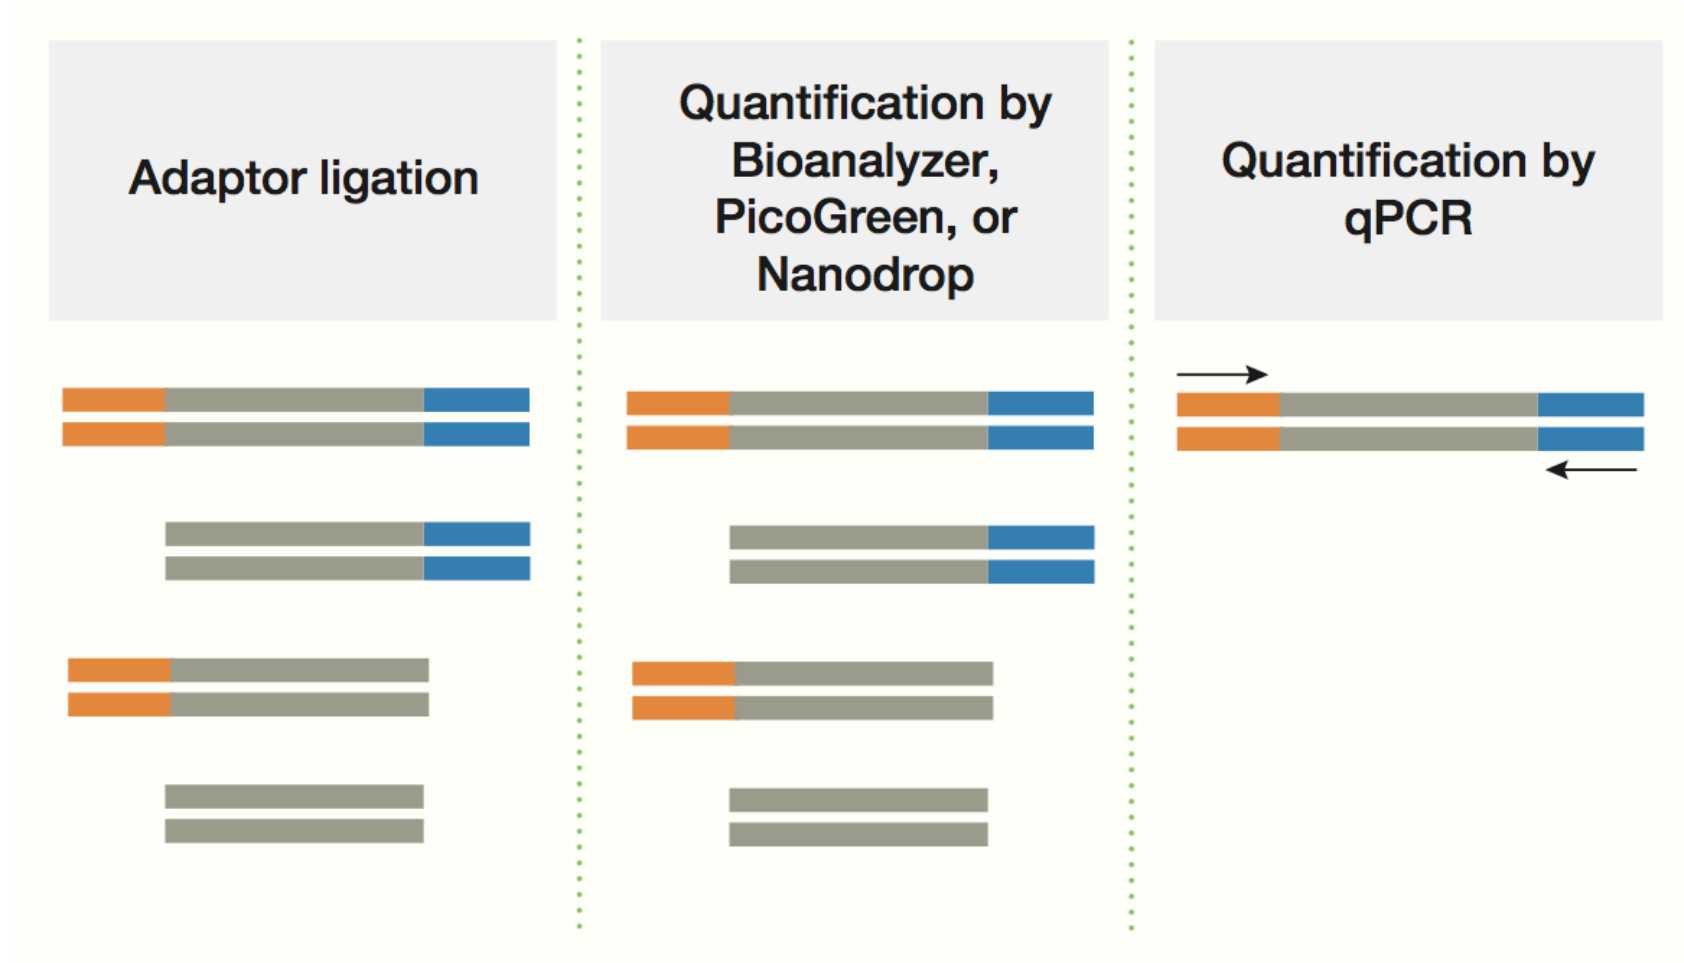 Adaptor ligation
Quantification by
Bioanalyzer,
PicoGreen, or
Nanodrop
Quantification by
qPCR